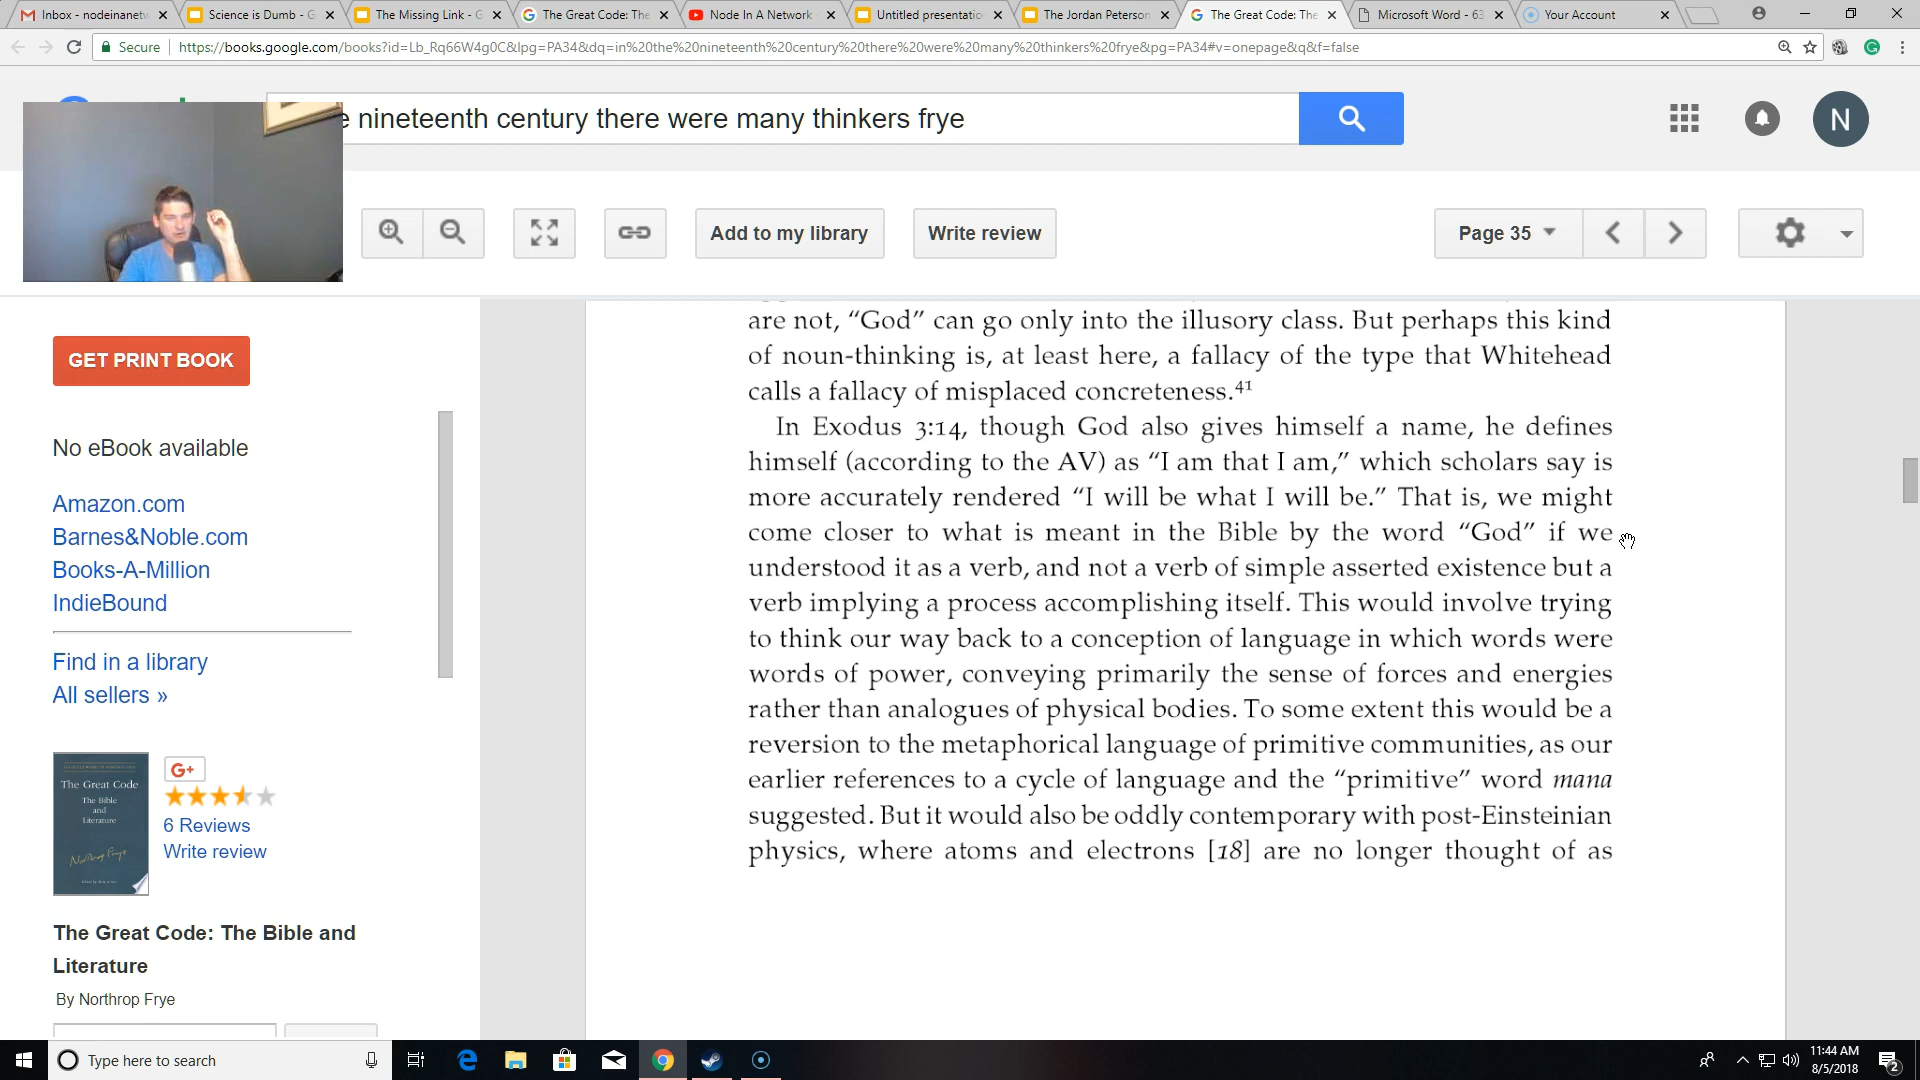 Inbox - nodeinanetw
Science is Dumb - G
The Missing Link - G
The Great Code: The
Node In A Network
Untitled presentatio
The Jordan Peterson
The Great Code: The
Microsoft Word - 63
Your Account
Secure
https://books.google.com/books?id=Lb_Rq66W4g0C&lpg=PA34&dq=in%20the%20nineteenth%20century%20there%20were%20many%20thinkers%20frye&pg=PA34#v=onepage&q&f=false
nineteenth century there were many thinkers frye
N
Add to my library
Write review
Page 35
GET PRINT BOOK
No eBook available
Amazon.com
Barnes&Noble.com
Books-A-Million
IndieBound
Find in a library
All sellers »
The Great Code
The Bible
and
Literature
Northrop Frye
G+
6 Reviews
Write review
The Great Code: The Bible and
Literature
By Northrop Frye
are not, “God” can go only into the illusory class. But perhaps this kind
of noun-thinking is, at least here, a fallacy of the type that Whitehead
calls a fallacy of misplaced concreteness.41
In Exodus 3:14, though God also gives himself a name, he defines
himself (according to the AV) as “I am that I am,” which scholars say is
more accurately rendered “I will be what I will be.” That is, we might
come closer to what is meant in the Bible by the word “God” if we
understood it as a verb, and not a verb of simple asserted existence but a
verb implying a process accomplishing itself. This would involve trying
to think our way back to a conception of language in which words were
words of power, conveying primarily the sense of forces and energies
rather than analogues of physical bodies. To some extent this would be a
reversion to the metaphorical language of primitive communities, as our
earlier references to a cycle of language and the “primitive” word mana
suggested. But it would also be oddly contemporary with post-Einsteinian
physics, where atoms and electrons [18] are no longer thought of as
Type here to search
11:44 AM
8/5/2018
2